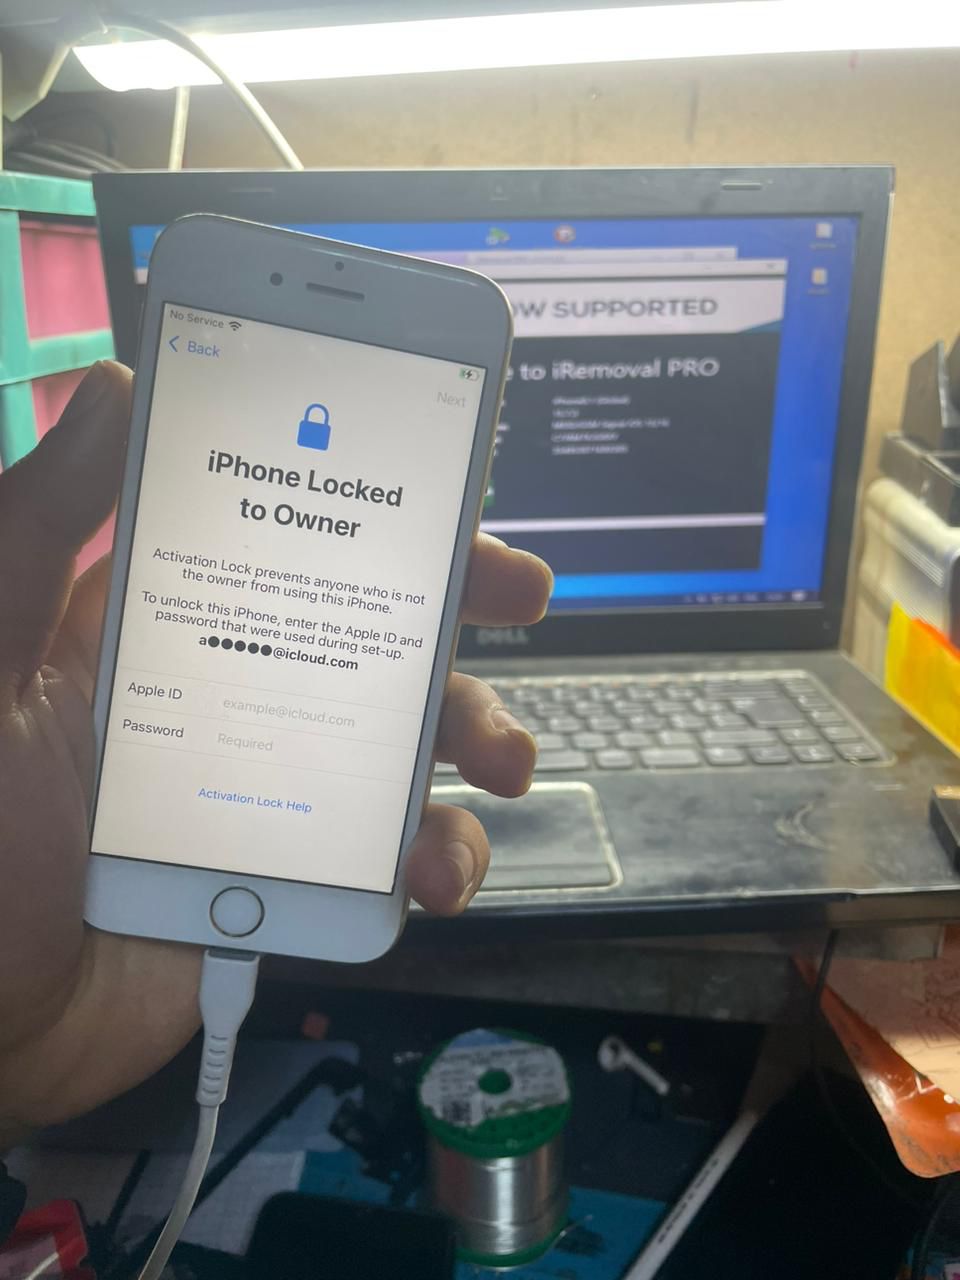 No Service
Back
Next
iPhone Locked
to Owner
Activation Lock prevents anyone who is not
the owner from using this iPhone.
To unlock this iPhone, enter the Apple ID and
password that were used during set-up.
a●●●●●@icloud.com
Apple ID
example@icloud.com
Password
Required
Activation Lock Help
OW SUPPORTED
e to iRemoval PRO
DELL